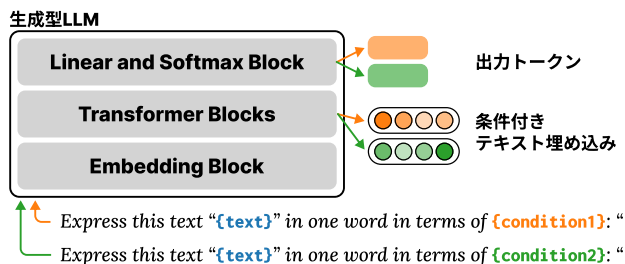 生成型LLM
Linear and Softmax Block
出力トークン
Transformer Blocks
条件付き
テキスト埋め込み
Embedding Block
Express this text “{text}” in one word in terms of {condition1}: “
Express this text “{text}” in one word in terms of {condition2}: “